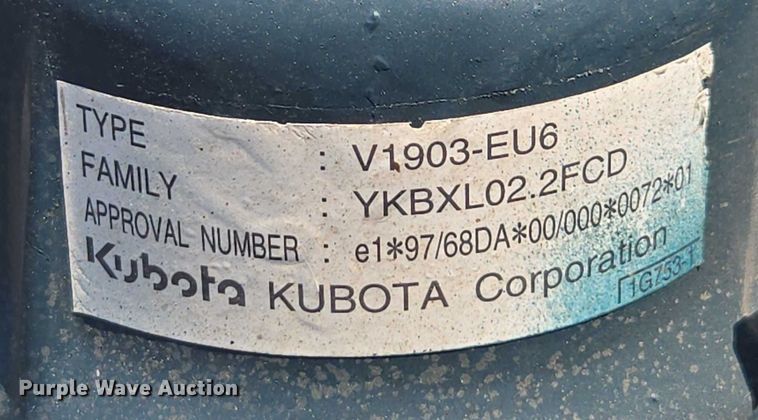 TYPE : V1903-EU6
FAMILY : YKBXL02.2FCD
APPROVAL NUMBER : e1*97/68DA*00/000*0072*01
Kubota KUBOTA Corporation
1G753-1
Purple Wave Auction